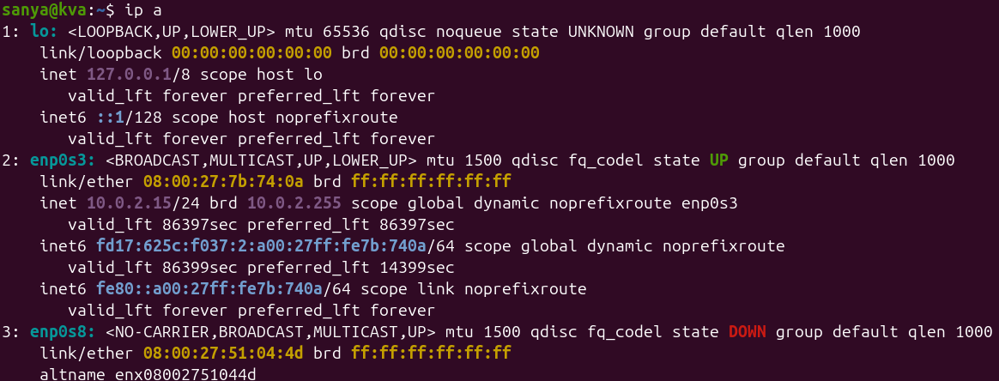 sanya@kva:~$ ip a
1: lo: <LOOPBACK,UP,LOWER_UP> mtu 65536 qdisc noqueue state UNKNOWN group default qlen 1000
    link/loopback 00:00:00:00:00:00 brd 00:00:00:00:00:00
    inet 127.0.0.1/8 scope host lo
       valid_lft forever preferred_lft forever
    inet6 ::1/128 scope host noprefixroute
       valid_lft forever preferred_lft forever
2: enp0s3: <BROADCAST,MULTICAST,UP,LOWER_UP> mtu 1500 qdisc fq_codel state UP group default qlen 1000
    link/ether 08:00:27:7b:74:0a brd ff:ff:ff:ff:ff:ff
    inet 10.0.2.15/24 brd 10.0.2.255 scope global dynamic noprefixroute enp0s3
       valid_lft 86397sec preferred_lft 86397sec
    inet6 fd17:625c:f037:2:a00:27ff:fe7b:740a/64 scope global dynamic noprefixroute
       valid_lft 86399sec preferred_lft 14399sec
    inet6 fe80::a00:27ff:fe7b:740a/64 scope link noprefixroute
       valid_lft forever preferred_lft forever
3: enp0s8: <NO-CARRIER,BROADCAST,MULTICAST,UP> mtu 1500 qdisc fq_codel state DOWN group default qlen 1000
    link/ether 08:00:27:51:04:4d brd ff:ff:ff:ff:ff:ff
    altname enx08002751044d